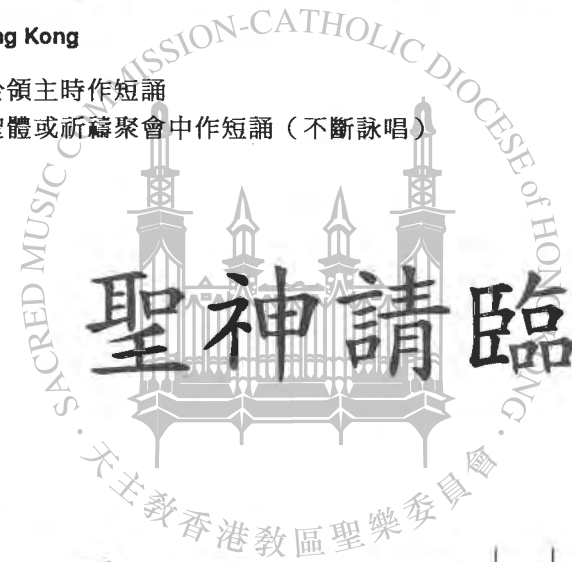 ng Kong
於領主時作短誦
聖體或祈禱聚會中作短誦（不斷詠唱）
聖神請臨
SACRED MUSIC COMMISSION-CATHOLIC DIOCESE of HONG KONG
天主教香港教區聖樂委員會